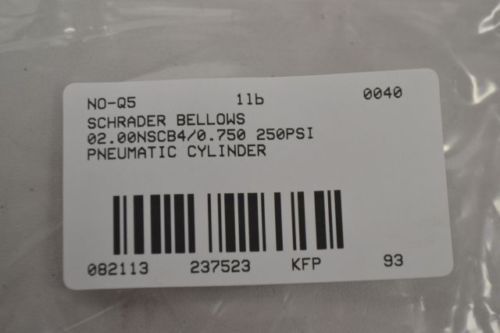 NO-Q5 1lb 0040
SCHRADER BELLOWS
02.00NSCB4/0.750 250PSI
PNEUMATIC CYLINDER
082113 237523 KFP 93